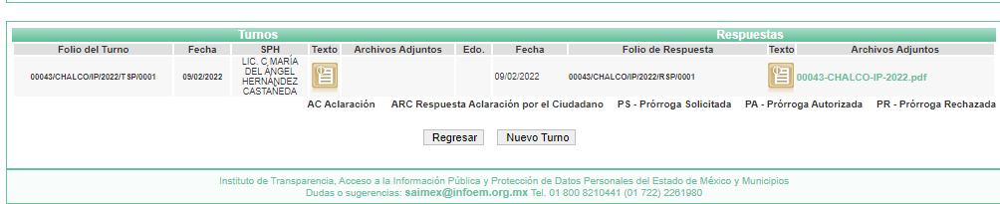 Turnos Respuestas
Folio del Turno Fecha SPH Texto Archivos Adjuntos Edo. Fecha Folio de Respuesta Texto Archivos Adjuntos
00043/CHALCO/IP/2022/TSP/0001 09/02/2022 LIC. C MARÍA
DEL ÁNGEL
HERNÁNDEZ
CASTAÑEDA
09/02/2022 00043/CHALCO/IP/2022/RSP/0001 00043-CHALCO-IP-2022.pdf
AC Aclaración ARC Respuesta Aclaración por el Ciudadano PS - Prórroga Solicitada PA - Prórroga Autorizada PR - Prórroga Rechazada
Regresar Nuevo Turno
Instituto de Transparencia, Acceso a la Información Pública y Protección de Datos Personales del Estado de México y Municipios
Dudas o sugerencias: saimex@infoem.org.mx Tel. 01 800 8210441 (01 722) 2261980